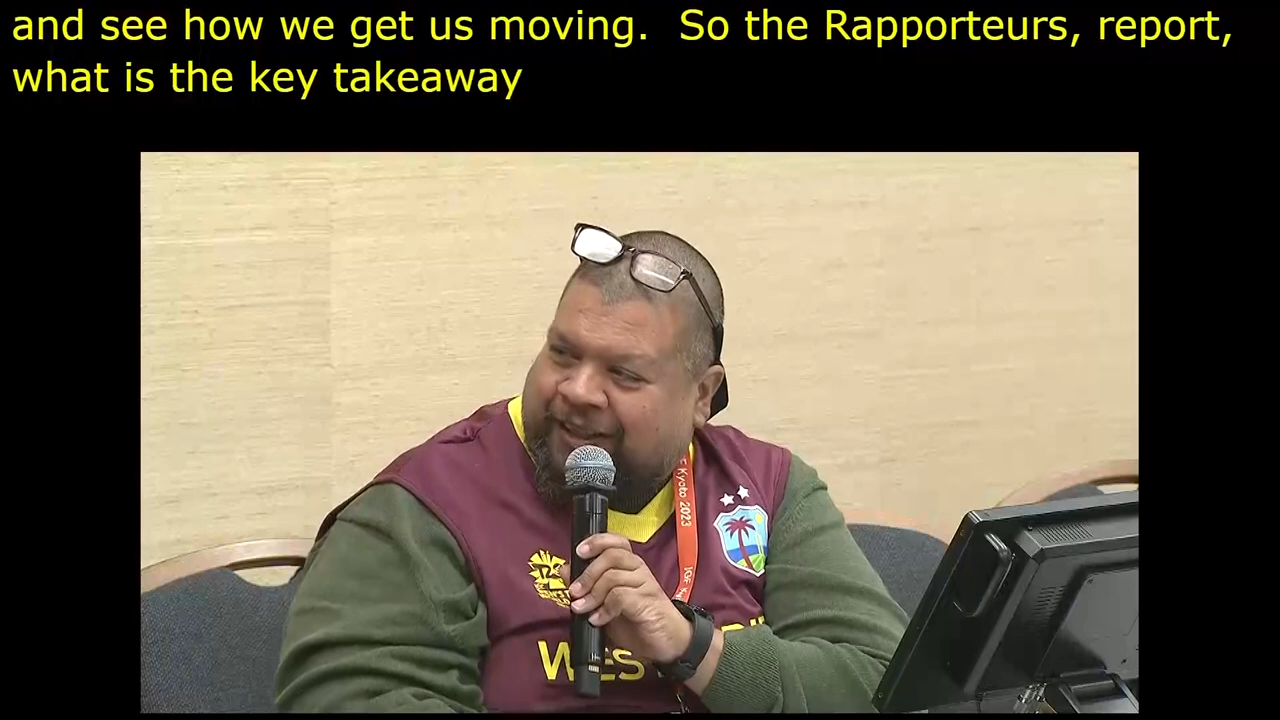 and see how we get us moving.  So the Rapporteurs, report,
what is the key takeaway
Kyoto 2023
IGF
WES